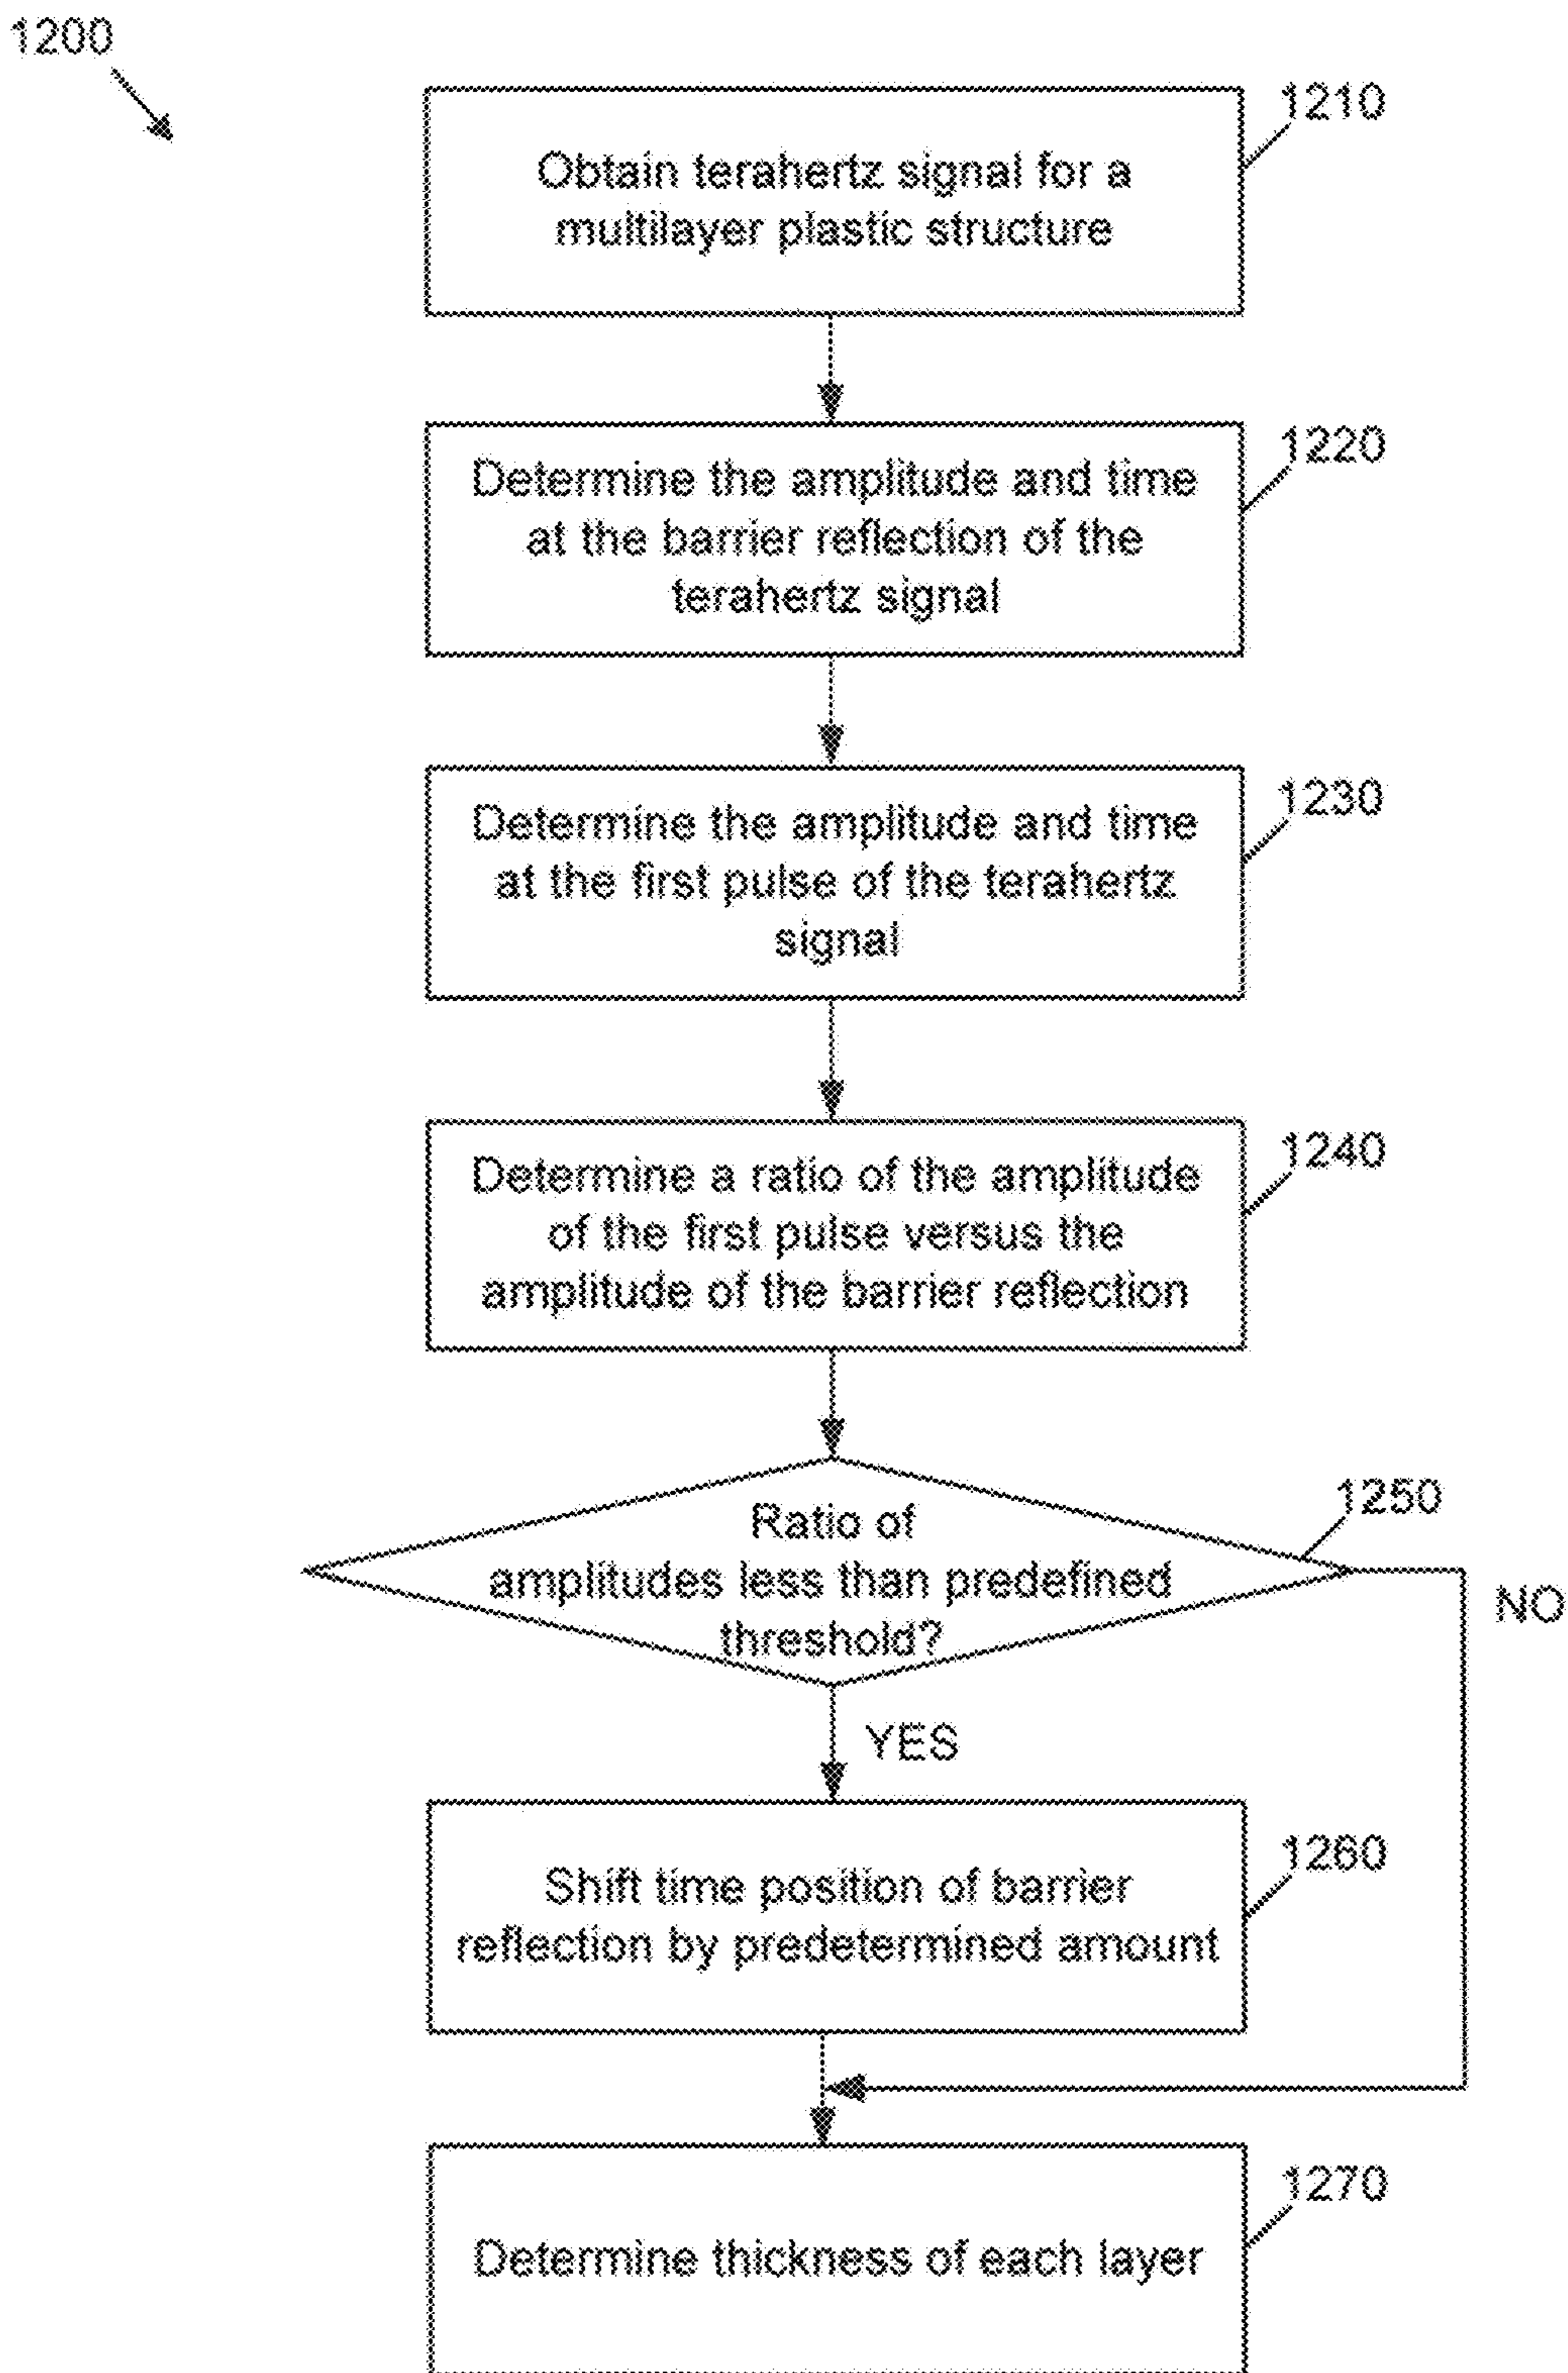 1200
1210
Obtain terahertz signal for a
multilayer plastic structure
1220
Determine the amplitude and time
at the barrier reflection of the
terahertz signal
1230
Determine the amplitude and time
at the first pulse of the terahertz
signal
1240
Determine a ratio of the amplitude
of the first pulse versus the
amplitude of the barrier reflection
1250
Ratio of
amplitudes less than predefined
threshold?
NO
YES
1260
Shift time position of barrier
reflection by predetermined amount
1270
Determine thickness of each layer